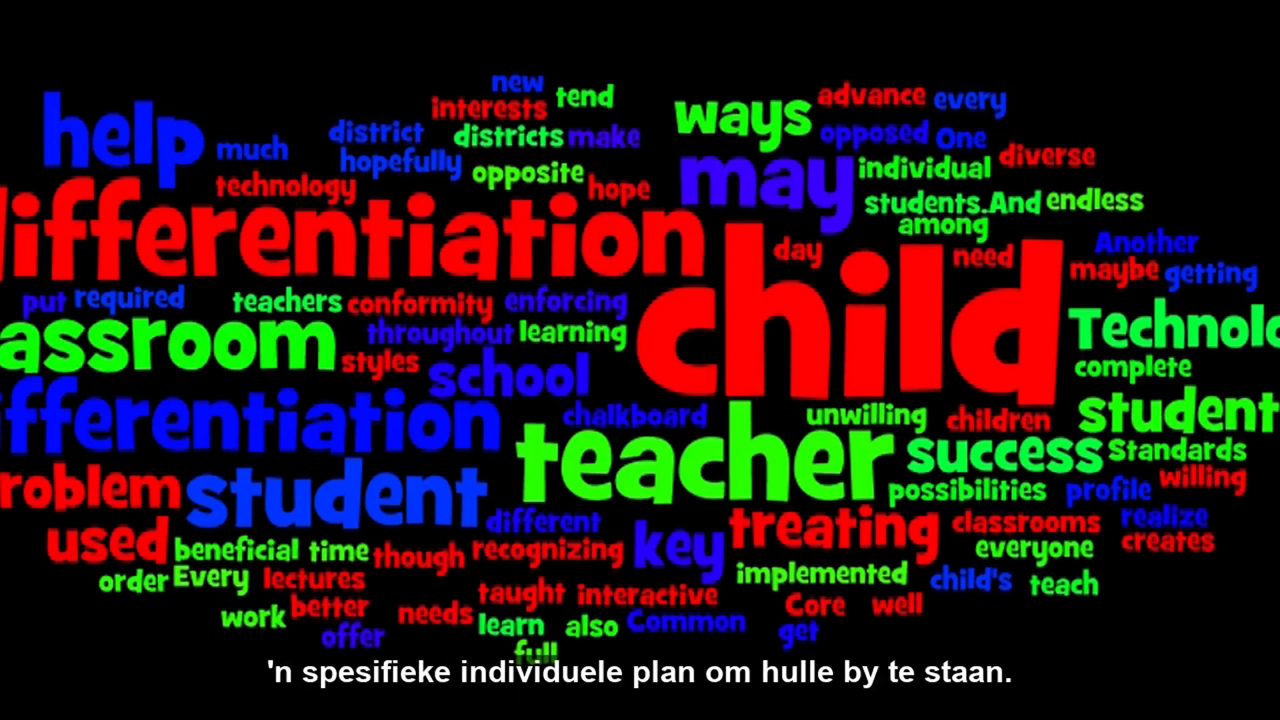 new
interests tend
help much district districts make
hopefully
technology opposite hope
ways advance every
opposed One
may individual diverse
students.And endless
among
ifferentiation
day need Another
child maybe getting
put required teachers conformity enforcing
throughout learning
assroom styles school
Technolo
complete
chalkboard unwilling children student
ifferentiation
teacher success Standards
roblem student possibilities profile willing
different key treating classrooms realize
used beneficial time though recognizing everyone creates
order Every lectures implemented child's teach
taught interactive Core well
work better needs learn also Common get
offer
full
'n spesifieke individuele plan om hulle by te staan.